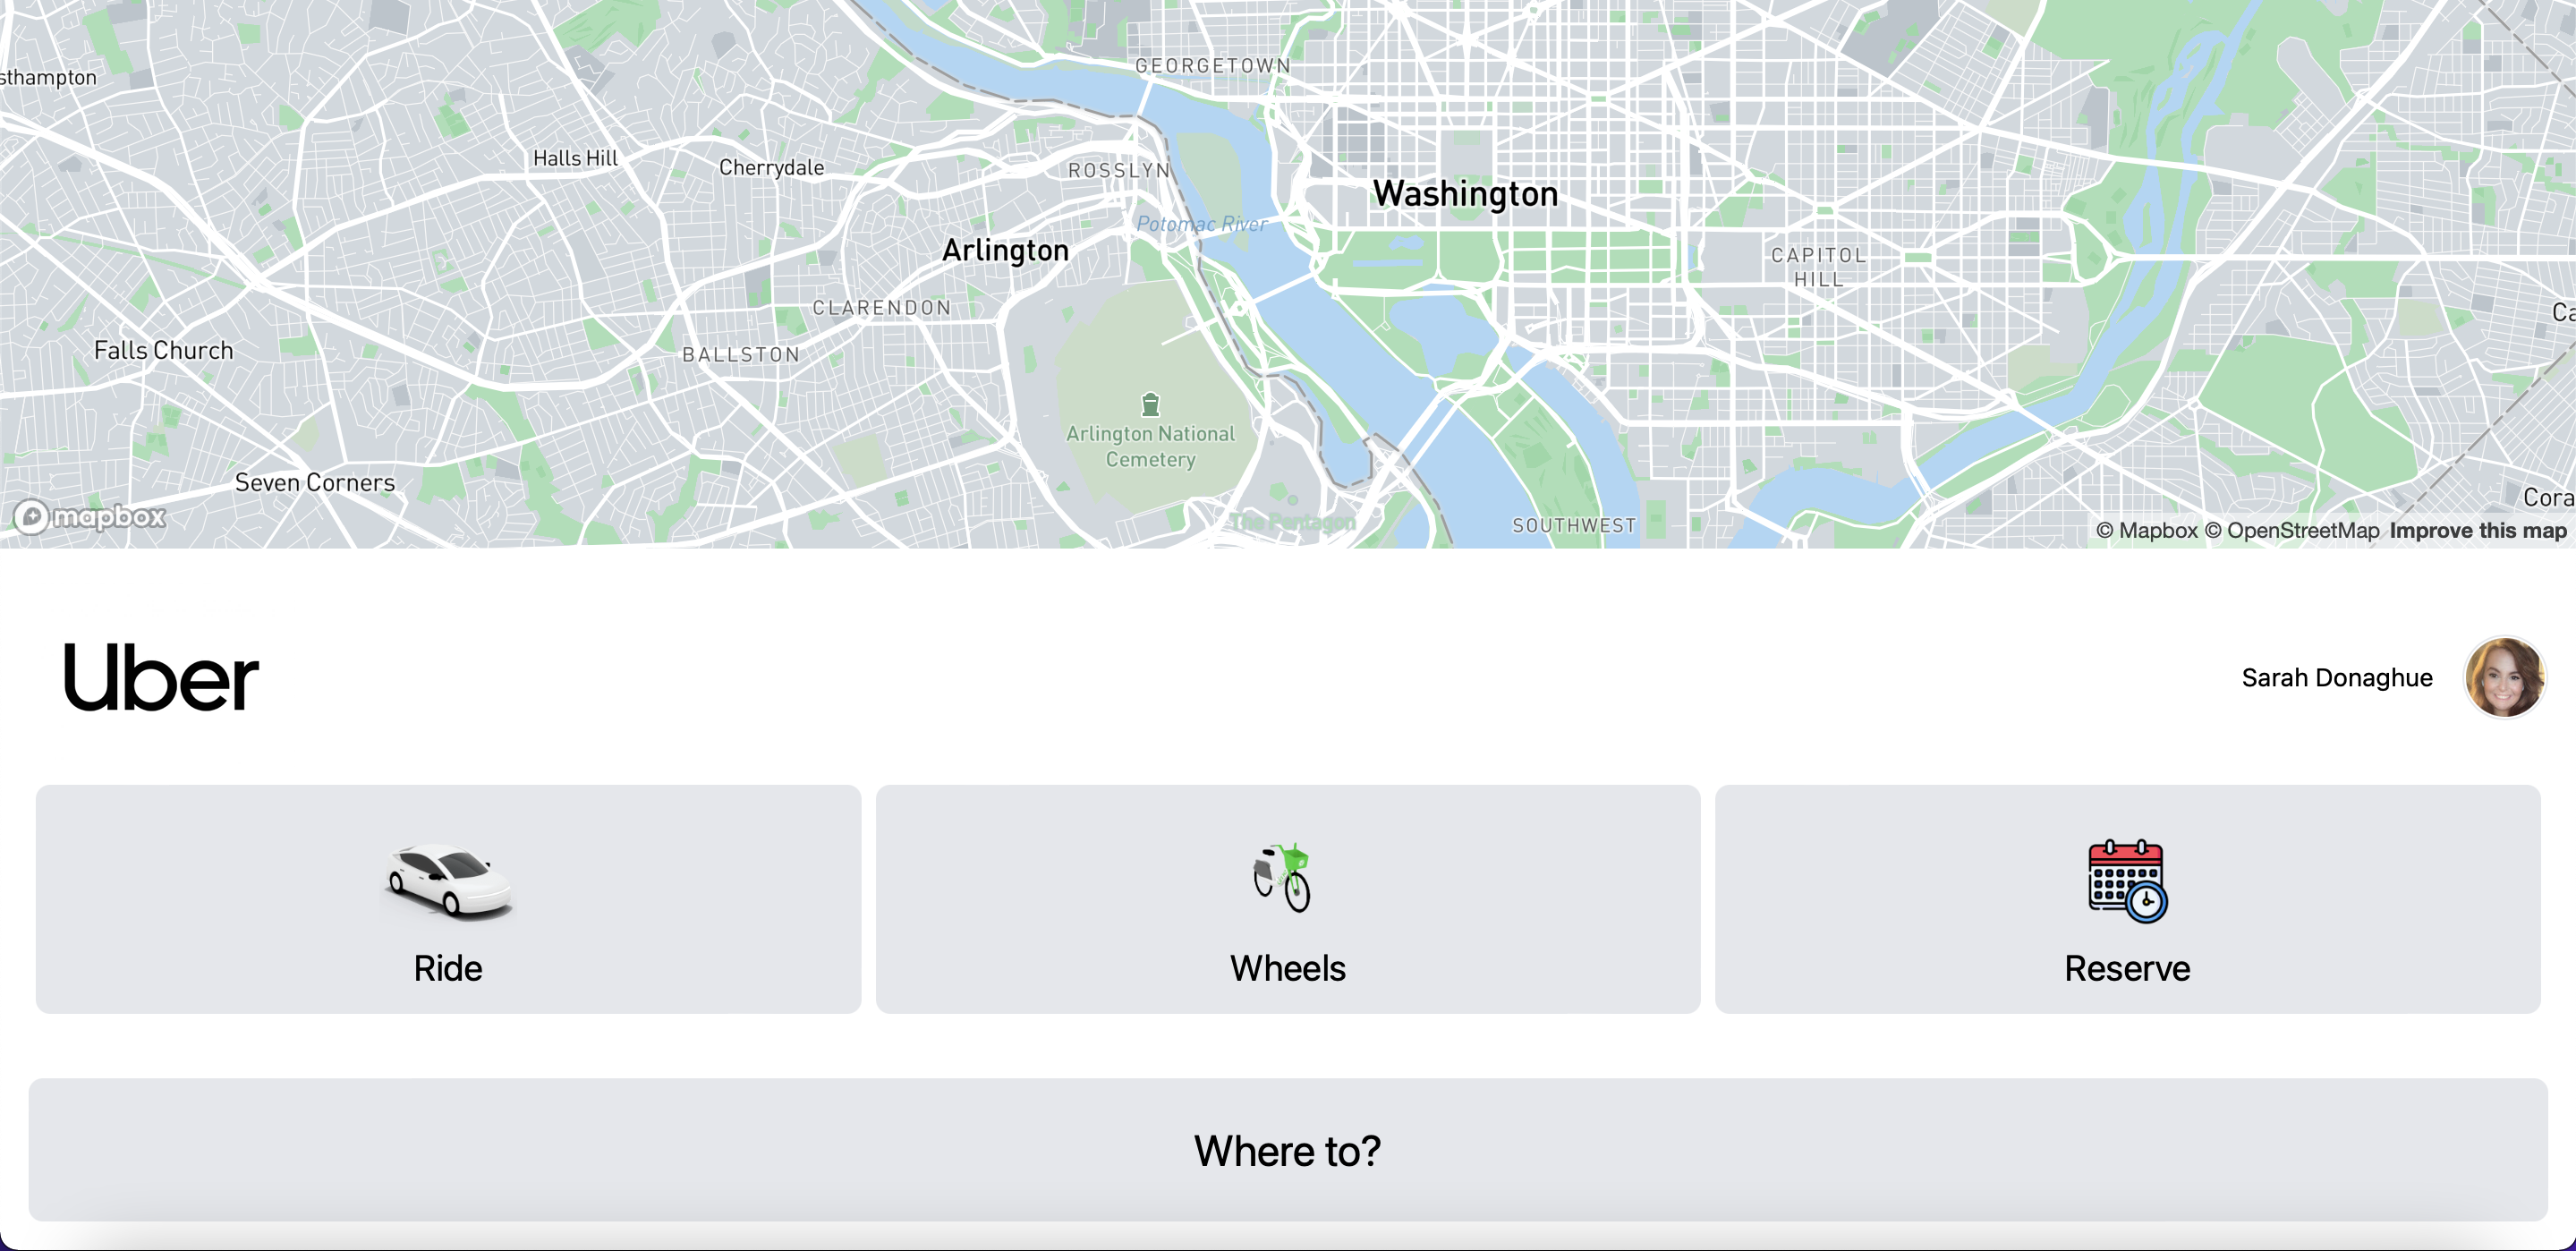 GEORGETOWN
sthampton
Halls Hill
Cherrydale
ROSSLYN
Washington
Potomac River
Arlington
CAPITOL
HILL
CLARENDON
Ca
Falls Church
BALLSTON
Arlington National
Cemetery
Seven Corners
Cora
mapbox
The Pentagon
SOUTHWEST
© Mapbox © OpenStreetMap Improve this map
Uber
Sarah Donaghue
Ride
Wheels
Reserve
Where to?